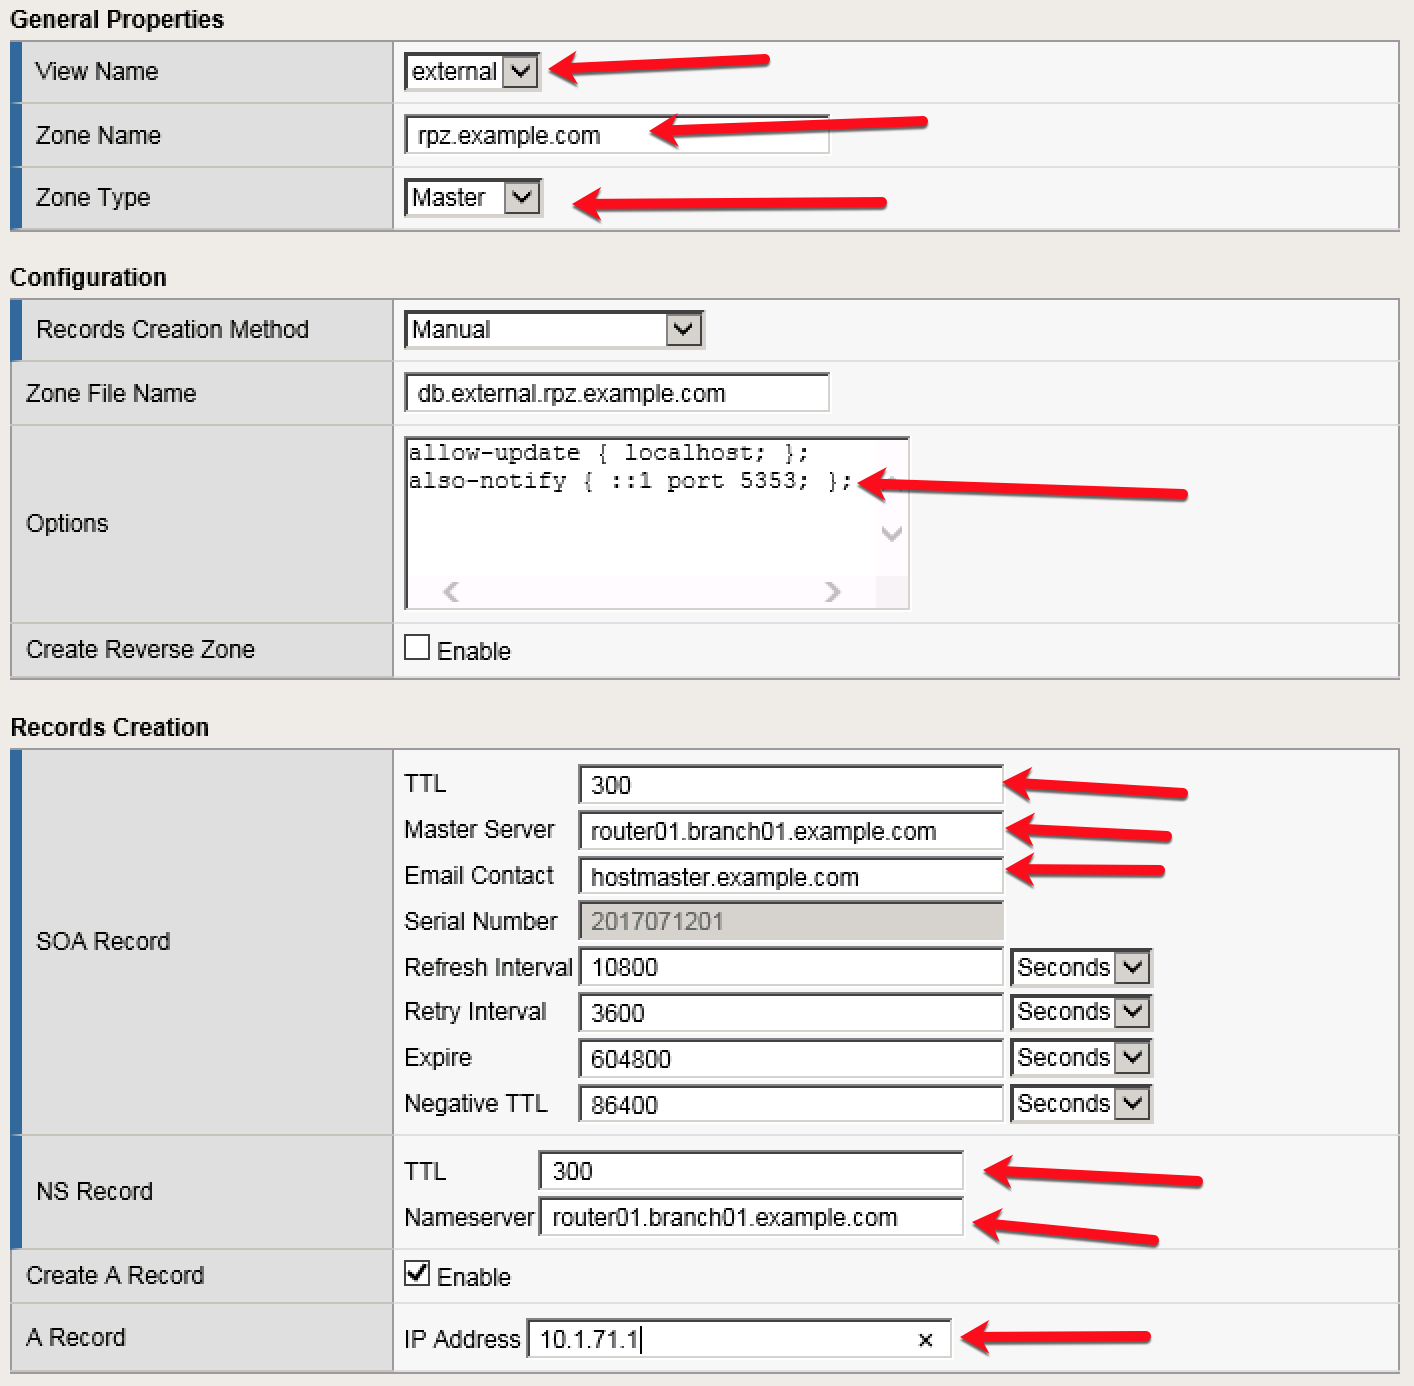 General Properties
View Name external
Zone Name rpz.example.com
Zone Type Master
Configuration
Records Creation Method Manual
Zone File Name db.external.rpz.example.com
Options
allow-update { localhost; };
also-notify { ::1 port 5353; };
Create Reverse Zone Enable
Records Creation
SOA Record
TTL 300
Master Server router01.branch01.example.com
Email Contact hostmaster.example.com
Serial Number 2017071201
Refresh Interval 10800 Seconds
Retry Interval 3600 Seconds
Expire 604800 Seconds
Negative TTL 86400 Seconds
NS Record
TTL 300
Nameserver router01.branch01.example.com
Create A Record Enable
A Record IP Address 10.1.71.1